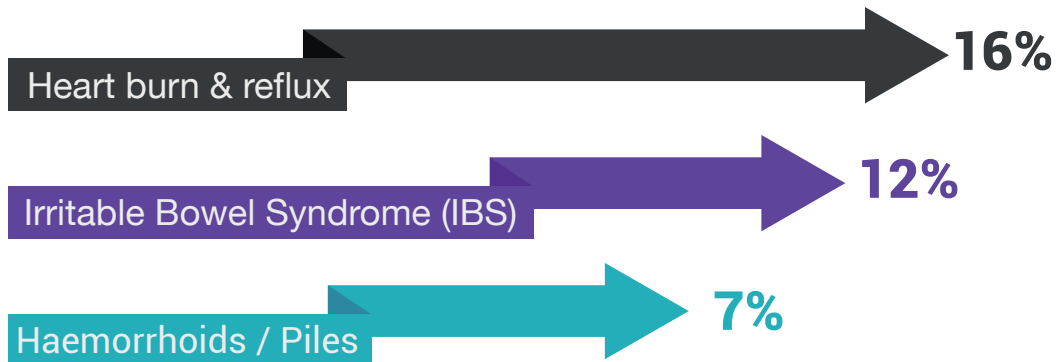 Heart burn & reflux
16%
Irritable Bowel Syndrome (IBS)
12%
Haemorrhoids / Piles
7%